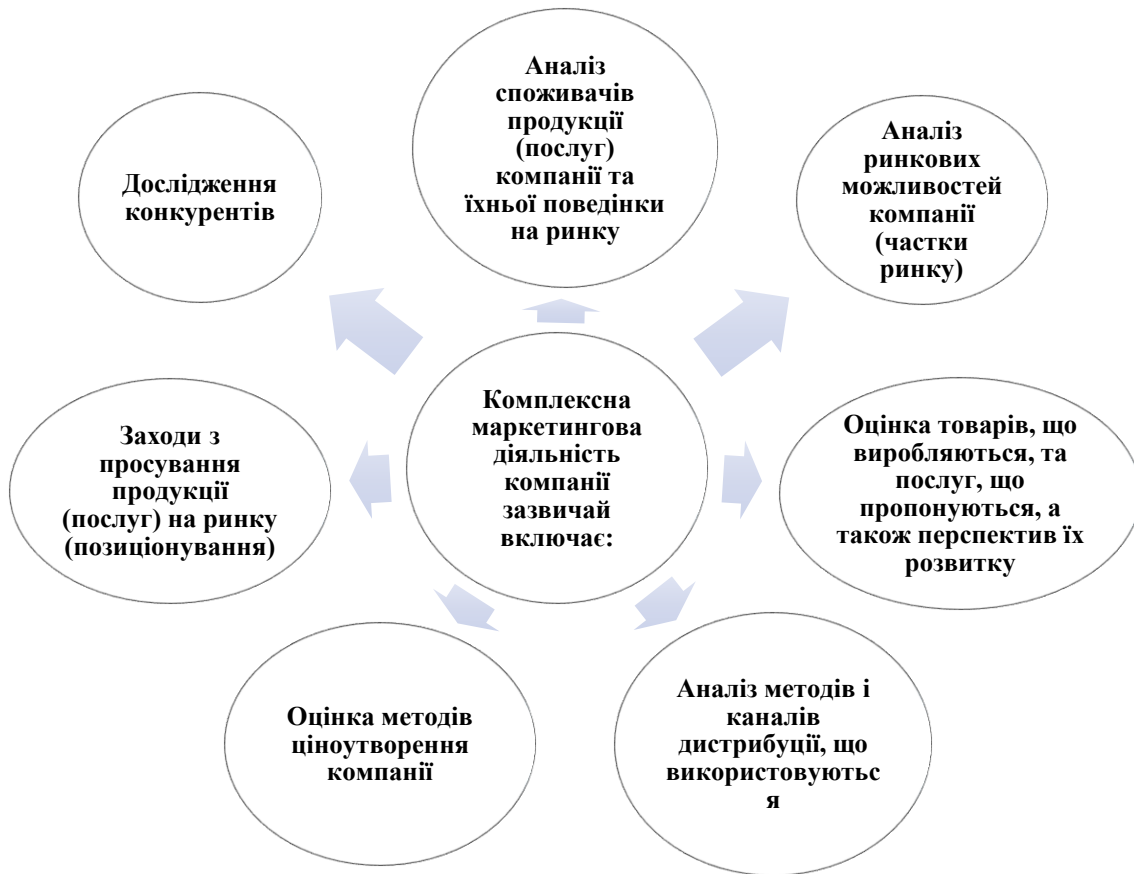 Аналіз
споживачів
продукції
(послуг)
компанії та
їхньої поведінки
на ринку
Аналіз
ринкових
можливостей
компанії
(частки
ринку)
Оцінка товарів, що
виробляються, та
послуг, що
пропонуються, а
також перспектив їх
розвитку
Аналіз методів і
каналів
дистрибуції, що
використовуютьс
я
Оцінка методів
ціноутворення
компанії
Заходи з
просування
продукції
(послуг) на ринку
(позиціонування)
Дослідження
конкурентів
Комплексна
маркетингова
діяльність
компанії
зазвичай
включає: